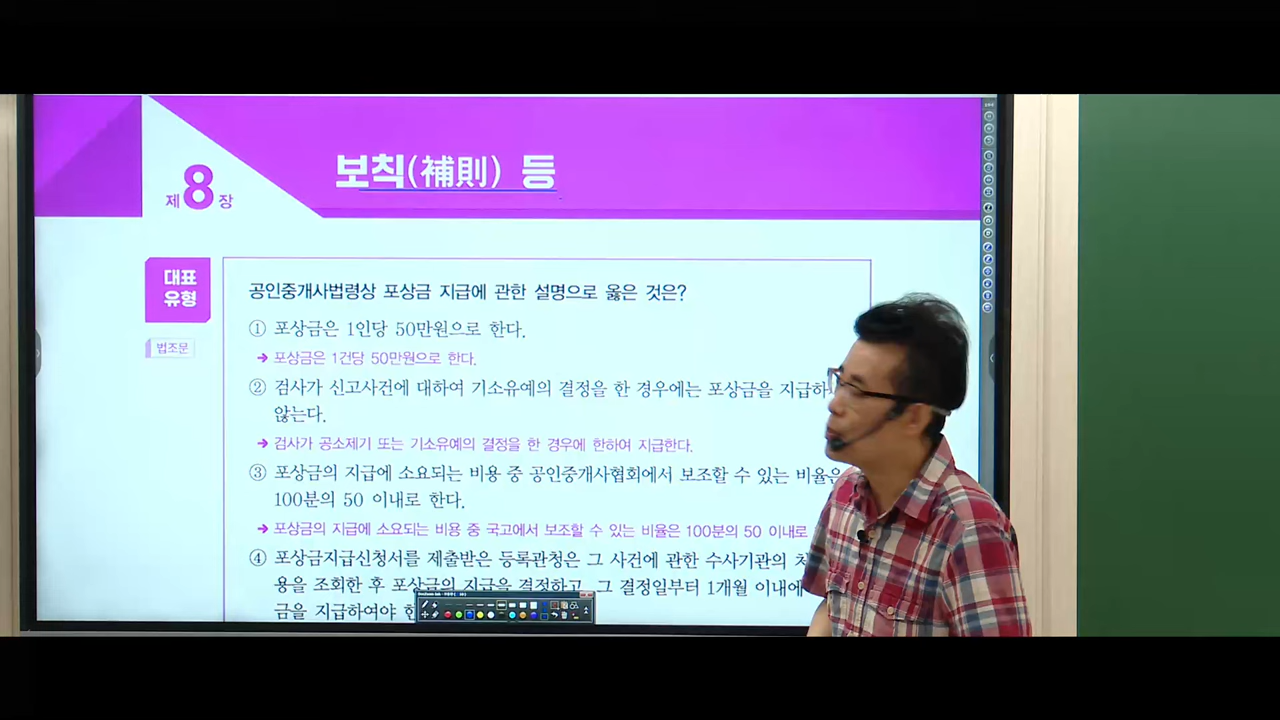 제8장
보칙(補則) 등
대표
유형
법조문
공인중개사법령상 포상금 지급에 관한 설명으로 옳은 것은?
① 포상금은 1인당 50만원으로 한다.
→ 포상금은 1건당 50만원으로 한다.
② 검사가 신고사건에 대하여 기소유예의 결정을 한 경우에는 포상금을 지급하
않는다.
→ 검사가 공소제기 또는 기소유예의 결정을 한 경우에 한하여 지급한다.
③ 포상금의 지급에 소요되는 비용 중 공인중개사협회에서 보조할 수 있는 비율은
100분의 50 이내로 한다.
→ 포상금의 지급에 소요되는 비용 중 국고에서 보조할 수 있는 비율은 100분의 50 이내로
④ 포상금지급신청서를 제출받은 등록관청은 그 사건에 관한 수사기관의 처
용을 조회한 후 포상금의 지급을 결정하고, 그 결정일부터 1개월 이내에
금을 지급하여야 한